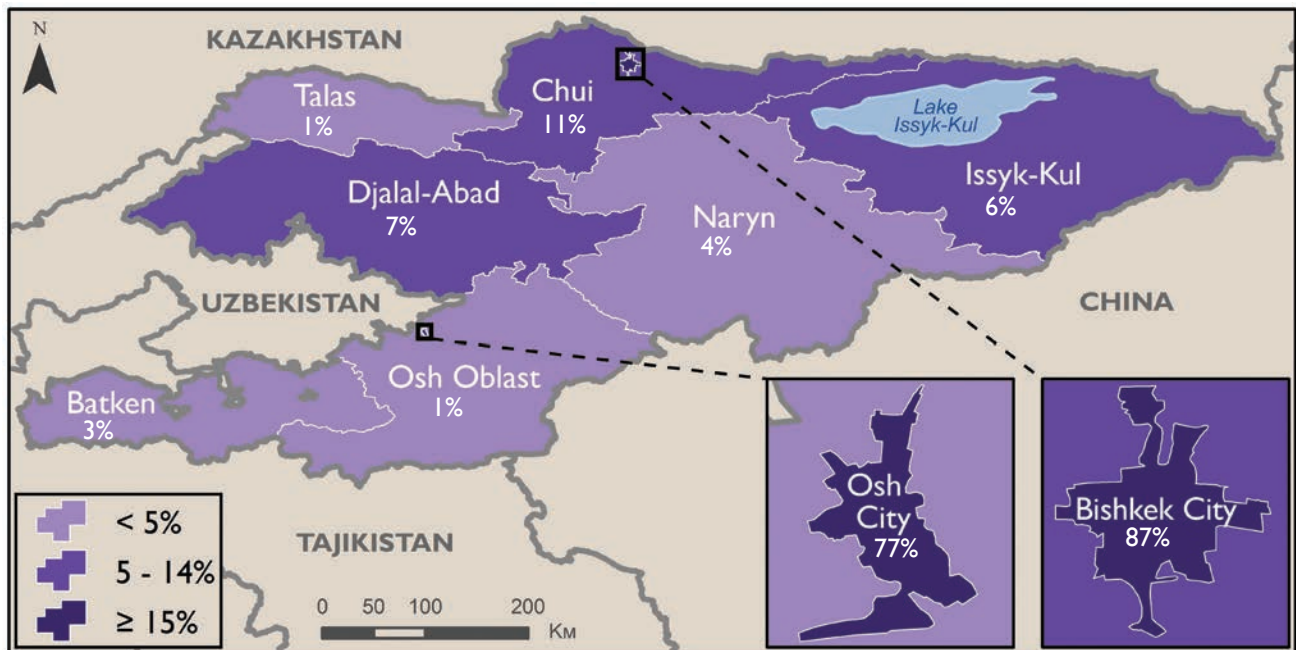 N
KAZAKHSTAN
Talas
1%
Chui
11%
Lake
Issyk-Kul
Issyk-Kul
6%
Djalal-Abad
7%
Naryn
4%
UZBEKISTAN
CHINA
Osh Oblast
1%
Batken
3%
TAJIKISTAN
Osh
City
77%
Bishkek City
87%
< 5%
5 - 14%
≥ 15%
0 50 100 200
KM